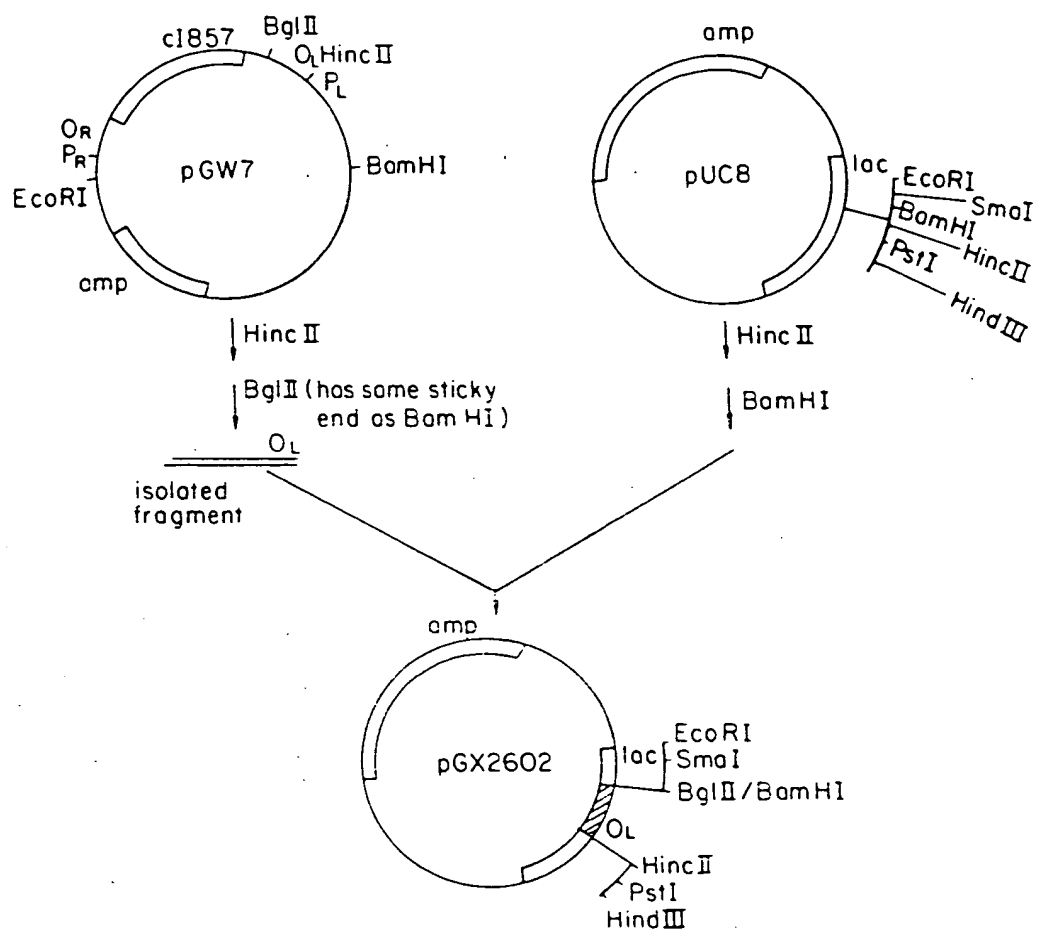 cI857
BglII
OL HincII
PL
OR
PR
EcoRI
pGW7
BamHI
amp
amp
pUC8
lac
EcoRI
SmaI
BamHI
HincII
PstI
HindIII
HincII
BglII (has same sticky
end as BamHI)
OL
isolated
fragment
HincII
BamHI
amp
pGX2602
lac
EcoRI
SmaI
BglII/BamHI
OL
HincII
PstI
HindIII